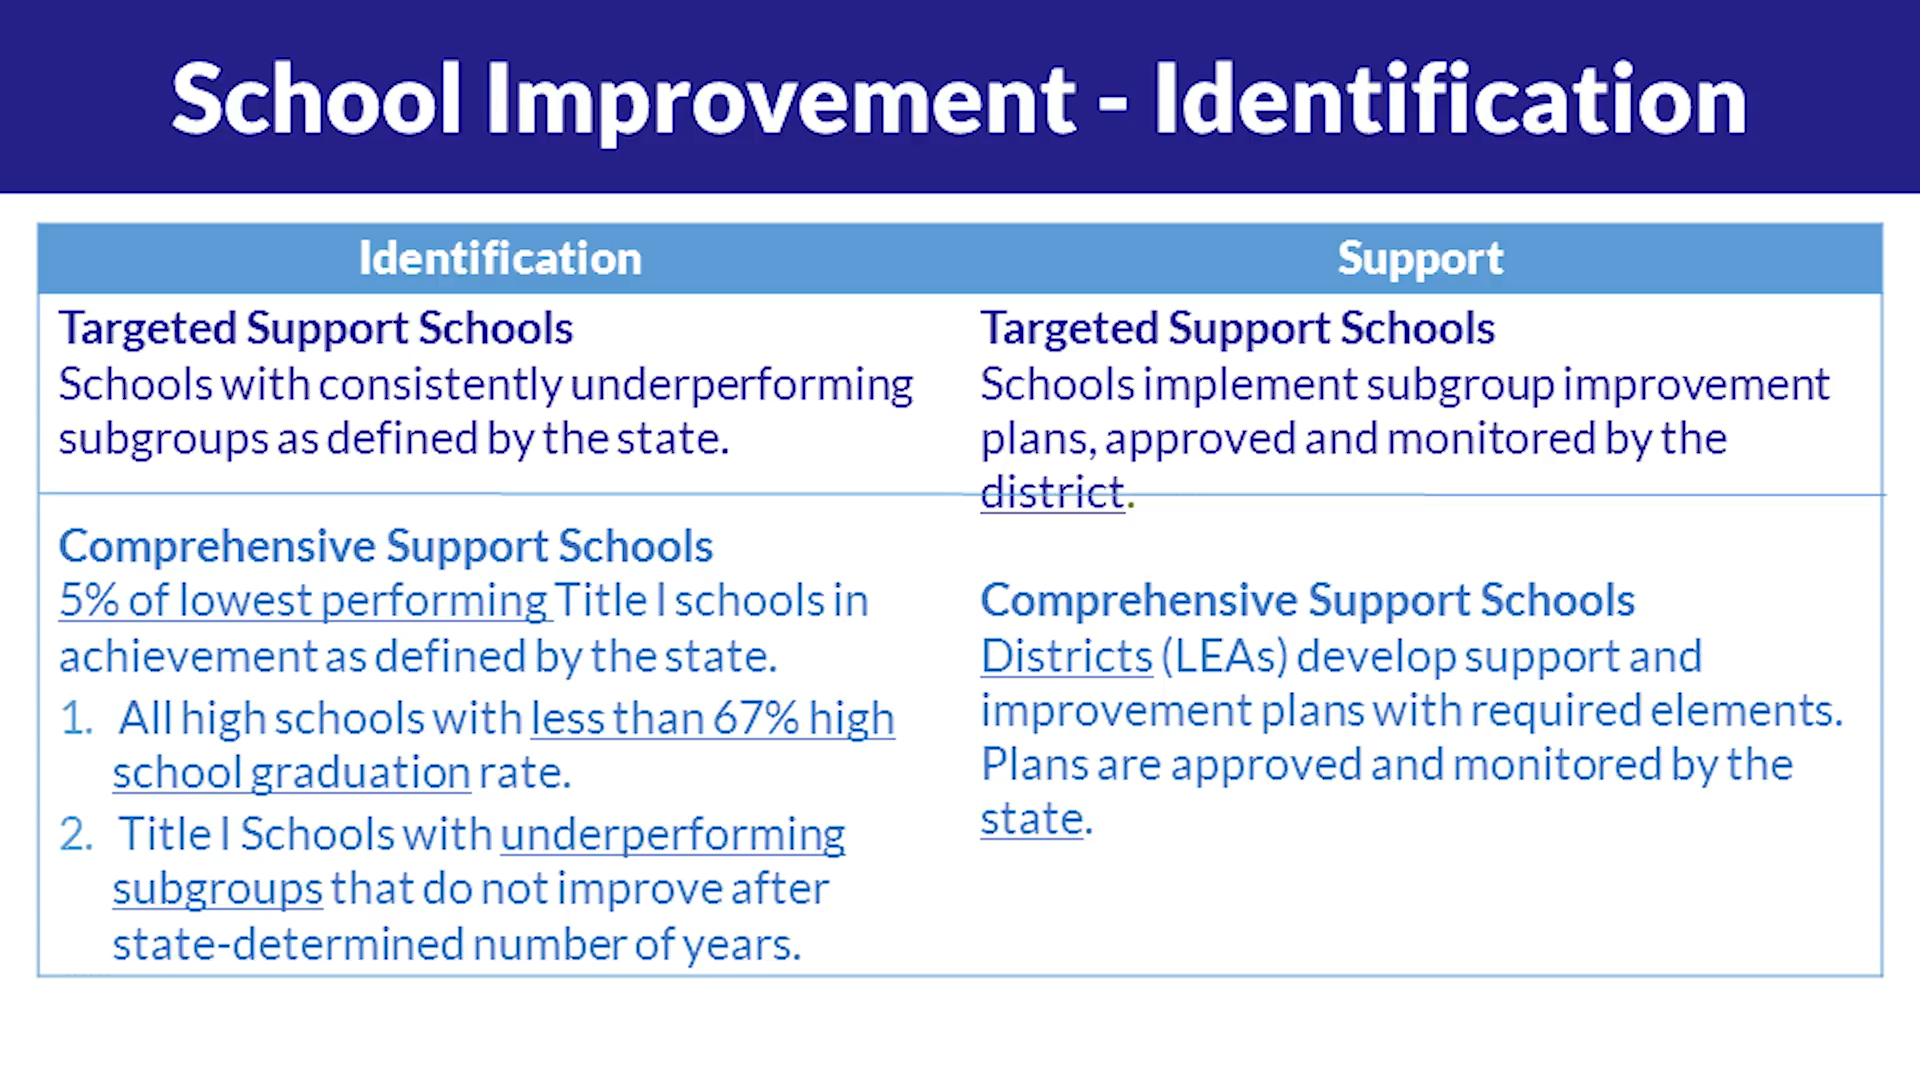 School Improvement - Identification
Identification
Support
Targeted Support Schools
Schools with consistently underperforming
subgroups as defined by the state.
Targeted Support Schools
Schools implement subgroup improvement
plans, approved and monitored by the
district.
Comprehensive Support Schools
5% of lowest performing Title I schools in
achievement as defined by the state.
1. All high schools with less than 67% high
school graduation rate.
2. Title I Schools with underperforming
subgroups that do not improve after
state-determined number of years.
Comprehensive Support Schools
Districts (LEAs) develop support and
improvement plans with required elements.
Plans are approved and monitored by the
state.